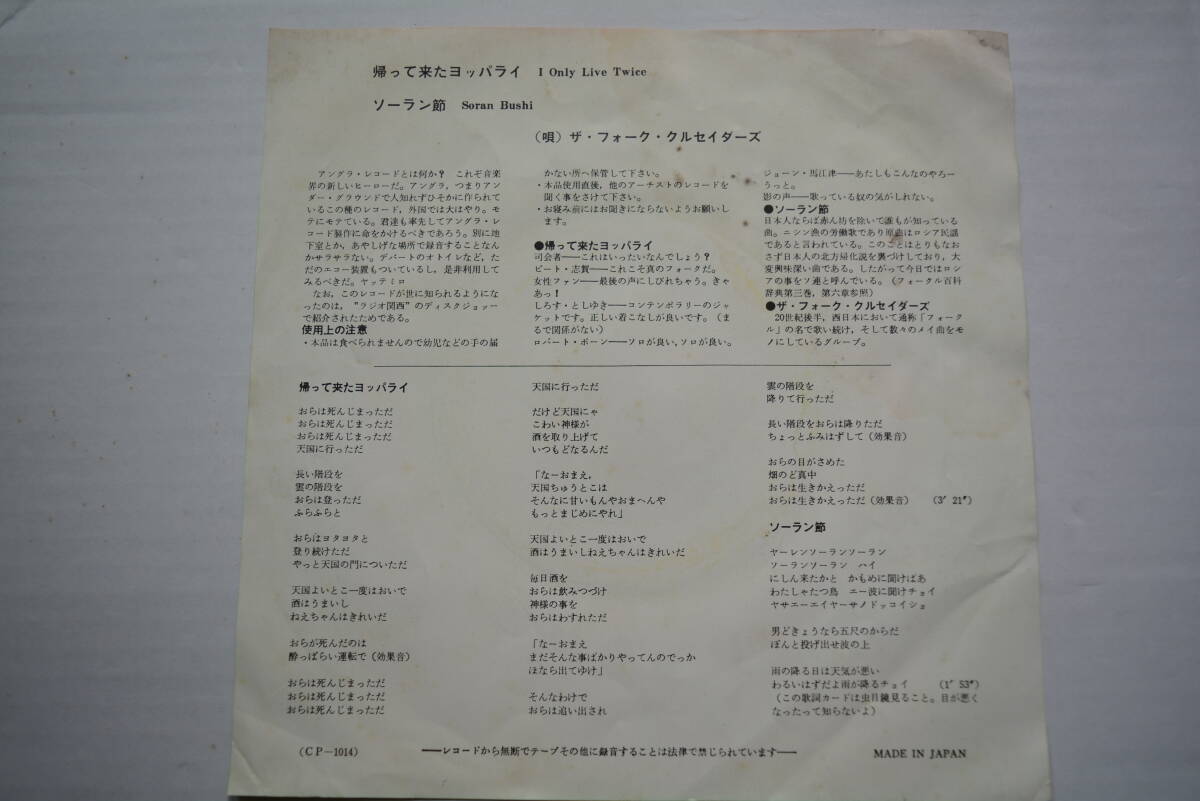 帰って来たヨッパライ I Only Live Twice
ソーラン節 Soran Bushi
(唄) ザ・フォーク・クルセイダーズ
アングラ・レコードとは何か? これぞ音楽
界の新しいヒーローだ。アングラ，つまりアン
ダー・グラウンドで人知れずひそかに作られて
いるこの種のレコード，外国では大はやり。モ
テにモテている。君達も率先してアングラ・レ
コード製作に命をかけるべきであろう。別に地
下室とか，あやしげな場所で録音することなん
かサラサラない。デパートのオトイレなど，た
だのエコー装置もついているし，是非利用して
みるべきだ。ヤッテミロ
なお，このレコードが世に知られるようにな
ったのは，“ラジオ関西”のディスクジョッー
で紹介されたためである。
使用上の注意
・本品は食べられませんので幼児などの手の届
かない所へ保管して下さい。
・本品使用直後，他のアーチストのレコードを
聞く事をさけて下さい。
・お寝み前にはお聞きにならないようお願いし
ます。
●帰って来たヨッパライ
司会者──これはいったいなんでしょう?
ビート・志賀──これこそ真のフォークだ。
女性ファン──最後の声にしびれちゃう。きゃ
あっ!
しろす・としゆき──コンテンポラリーのジャ
ケットです。正しい着こなしが良いです。(ま
るで関係がない)
ロバート・ボーン──ソロが良い，ソロが良い。
ジョーン・馬江津──あたしもこんなのやろー
うっと。
影の声──歌っている奴の気がしれない。
●ソーラン節
日本人ならば赤ん坊を除いて誰もが知っている
曲。ニシン漁の労働歌であり原曲はロシア民謡
であると言われている。このことはとりもなお
さず日本人の北方帰化説を裏づけしており，大
変興味深い曲である。したがって今日ではロシ
アの事をソ連と呼んでいる。(フォークル百科
辞典第三巻，第六章参照)
●ザ・フォーク・クルセイダーズ
20世紀後半，西日本において通称「フォーク
ル」の名で歌い続け，そして数々のメイ曲をモ
ノにしているグループ。
帰って来たヨッパライ
おらは死んじまっただ
おらは死んじまっただ
おらは死んじまっただ
天国に行っただ
長い階段を
雲の階段を
おらは登っただ
ふらふらと
おらはヨタヨタと
登り続けただ
やっと天国の門についただ
天国よいとこ一度はおいで
酒はうまいし
ねえちゃんはきれいだ
おらが死んだのは
酔っぱらい運転で(効果音)
おらは死んじまっただ
おらは死んじまっただ
おらは死んじまっただ
天国に行っただ
だけど天国にゃ
こわい神様が
酒を取り上げて
いつもどなるんだ
「なーおまえ，
天国ちゅうとこは
そんなに甘いもんやおまへんや
もっとまじめにやれ」
天国よいとこ一度はおいで
酒はうまいしねえちゃんはきれいだ
毎日酒を
おらは飲みつづけ
神様の事を
おらはわすれただ
「なーおまえ
まだそんな事ばかりやってんのでっか
ほなら出てゆけ」
そんなわけで
おらは追い出され
雲の階段を
降りて行っただ
長い階段をおらは降りただ
ちょっとふみはずして(効果音)
おらの目がさめた
畑のど真中
おらは生きかえっただ
おらは生きかえっただ(効果音) (3′21″)
ソーラン節
ヤーレンソーランソーラン
ソーランソーラン ハイ
にしん来たかと かもめに聞けばあ
わたしゃたつ鳥 エー波に聞けチョイ
ヤサエーエイヤーサノドッコイショ
男どきょうなら五尺のからだ
ぽんと投げ出せ波の上
雨の降る日は天気が悪い
わるいはずだよ雨が降るチョイ (1′53″)
(この歌詞カードは虫目鏡見ること。目が悪く
なったって知らないよ)
(CP−1014)
──レコードから無断でテープその他に録音することは法律で禁じられています──
MADE IN JAPAN